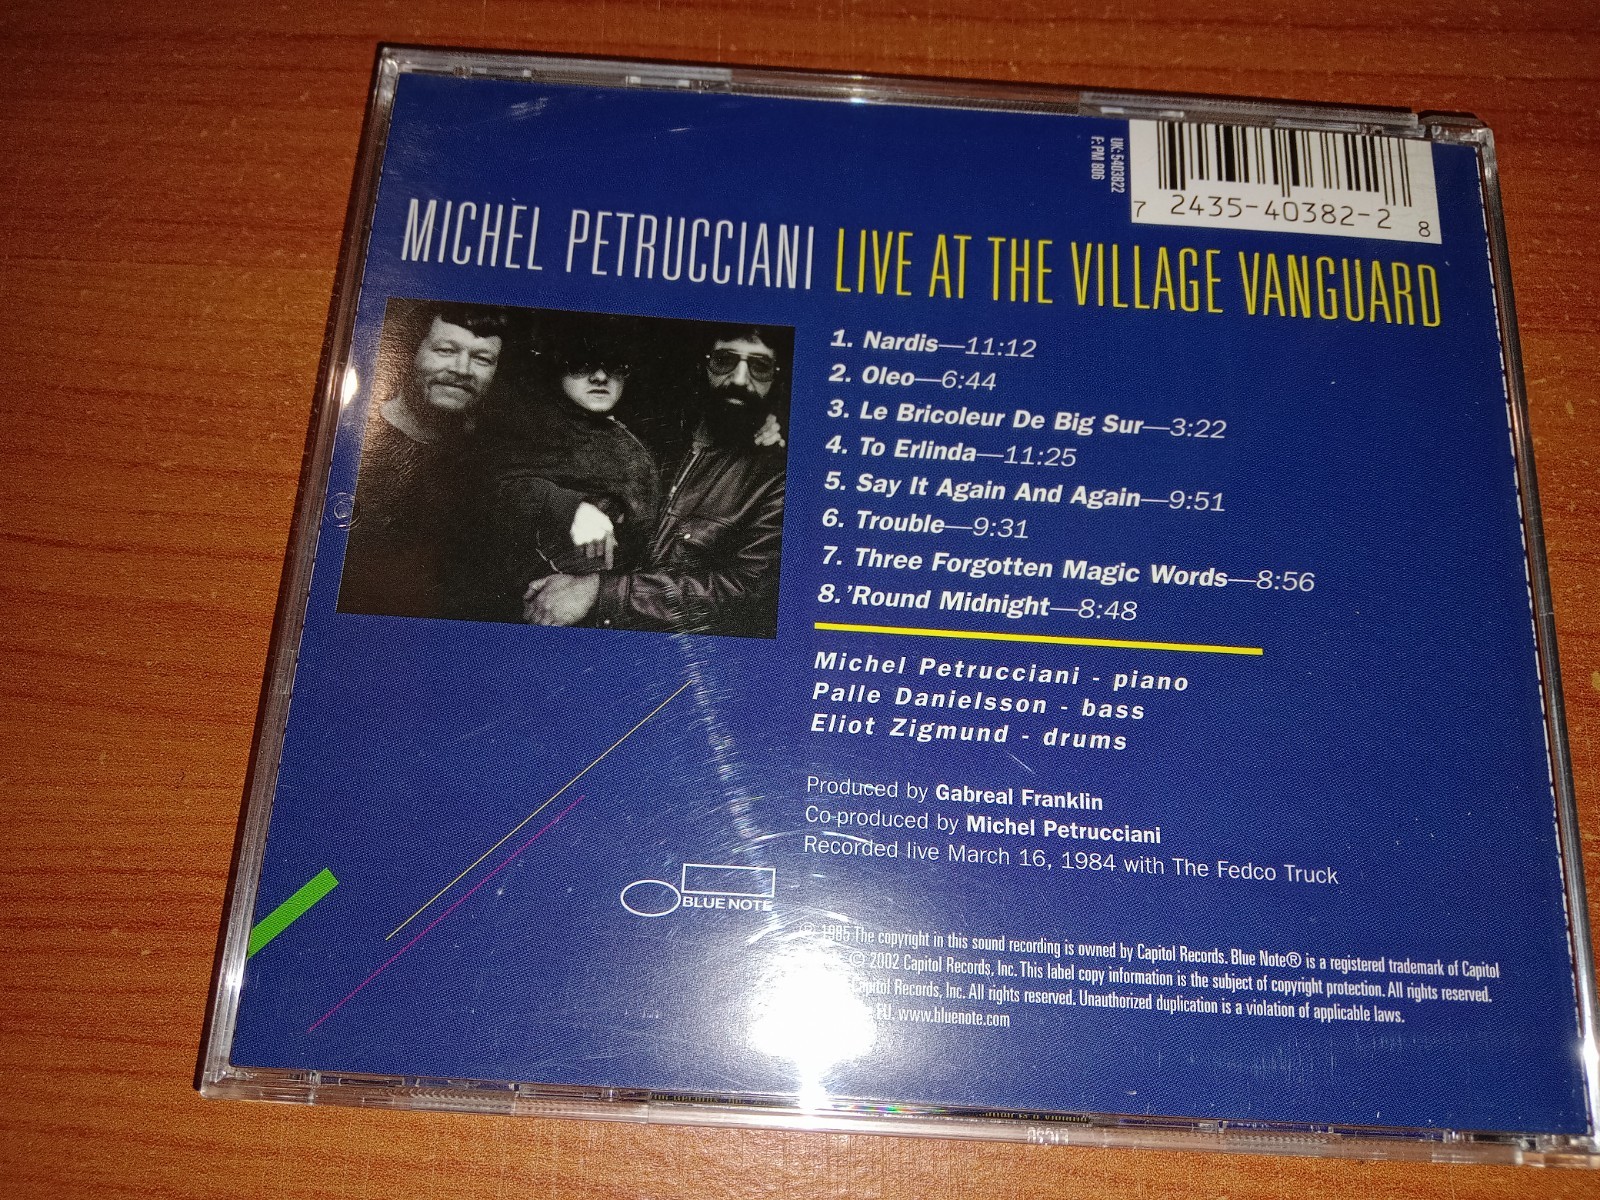 UK: 5403822
F: PM 606
7 2435-40382-2 8
MICHEL PETRUCCIANI LIVE AT THE VILLAGE VANGUARD
1. Nardis—11:12
2. Oleo—6:44
3. Le Bricoleur De Big Sur—3:22
4. To Erlinda—11:25
5. Say It Again And Again—9:51
6. Trouble—9:31
7. Three Forgotten Magic Words—8:56
8. 'Round Midnight—8:48
Michel Petrucciani - piano
Palle Danielsson - bass
Eliot Zigmund - drums
Produced by Gabreal Franklin
Co-produced by Michel Petrucciani
Recorded live March 16, 1984 with The Fedco Truck
BLUE NOTE
℗ 1985 The copyright in this sound recording is owned by Capitol Records. Blue Note® is a registered trademark of Capitol
© 2002 Capitol Records, Inc. This label copy information is the subject of copyright protection. All rights reserved.
Capitol Records, Inc. All rights reserved. Unauthorized duplication is a violation of applicable laws.
EU. www.bluenote.com